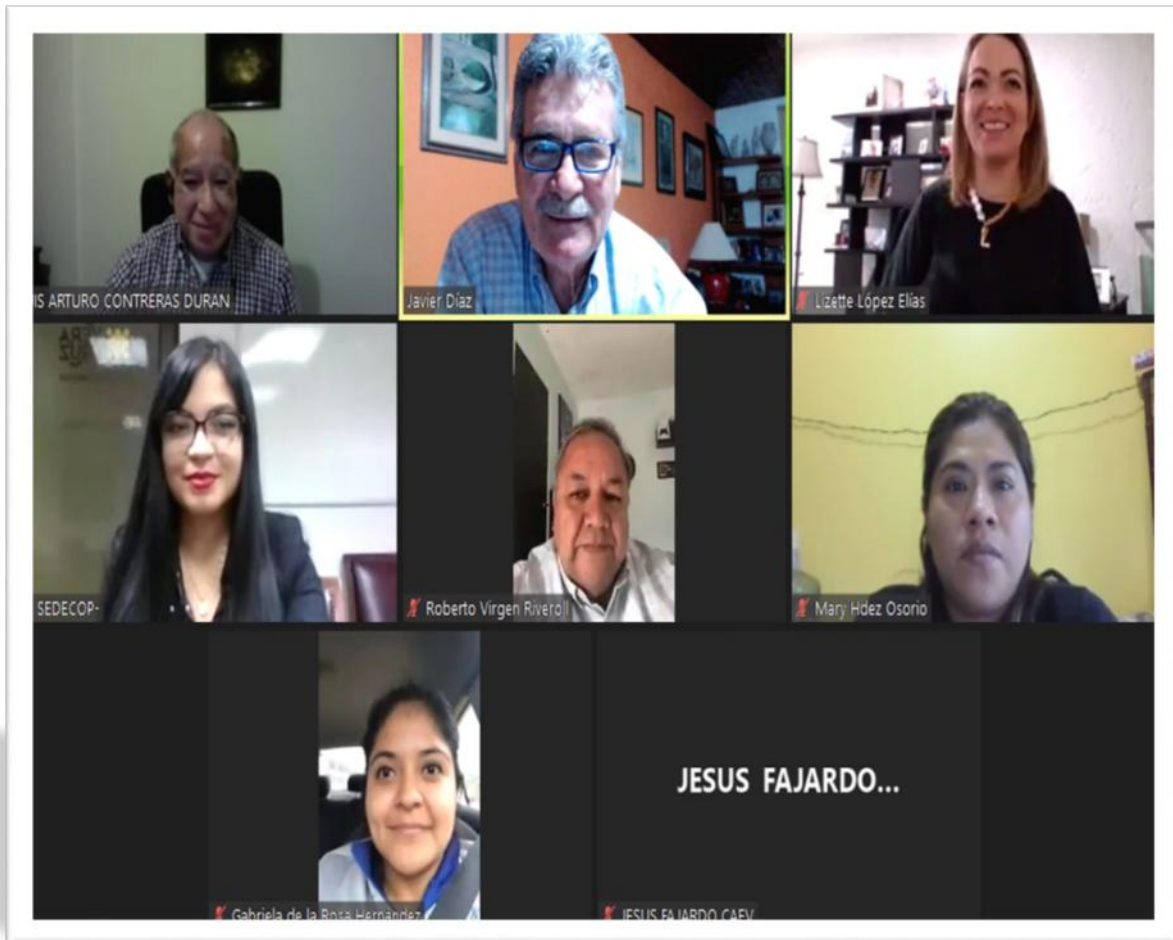 IS ARTURO CONTRERAS DURAN
Javier Díaz
Lizette López Elías
SEDECOP-
Roberto Virgen Riveroll
Mary Hdez Osorio
JESUS FAJARDO...
Gabriela de la Rosa Hernández
JESUS FAJARDO CAEV